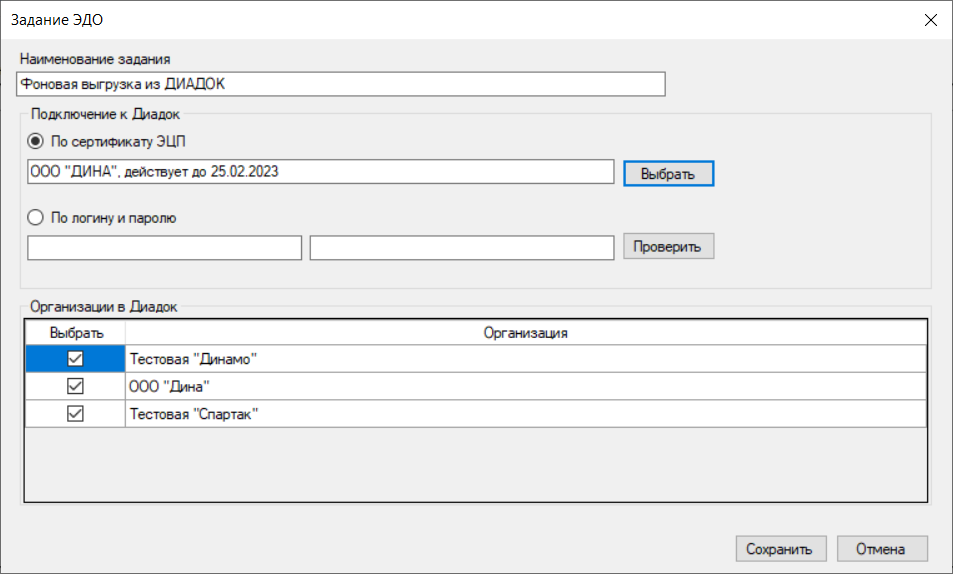 Задание ЭДО
Наименование задания
Фоновая выгрузка из ДИАДОК
Подключение к Диадок
По сертификату ЭЦП
ООО "ДИНА", действует до 25.02.2023
Выбрать
По логину и паролю
Проверить
Организации в Диадок
Выбрать Организация
Тестовая "Динамо"
ООО "Дина"
Тестовая "Спартак"
Сохранить Отмена